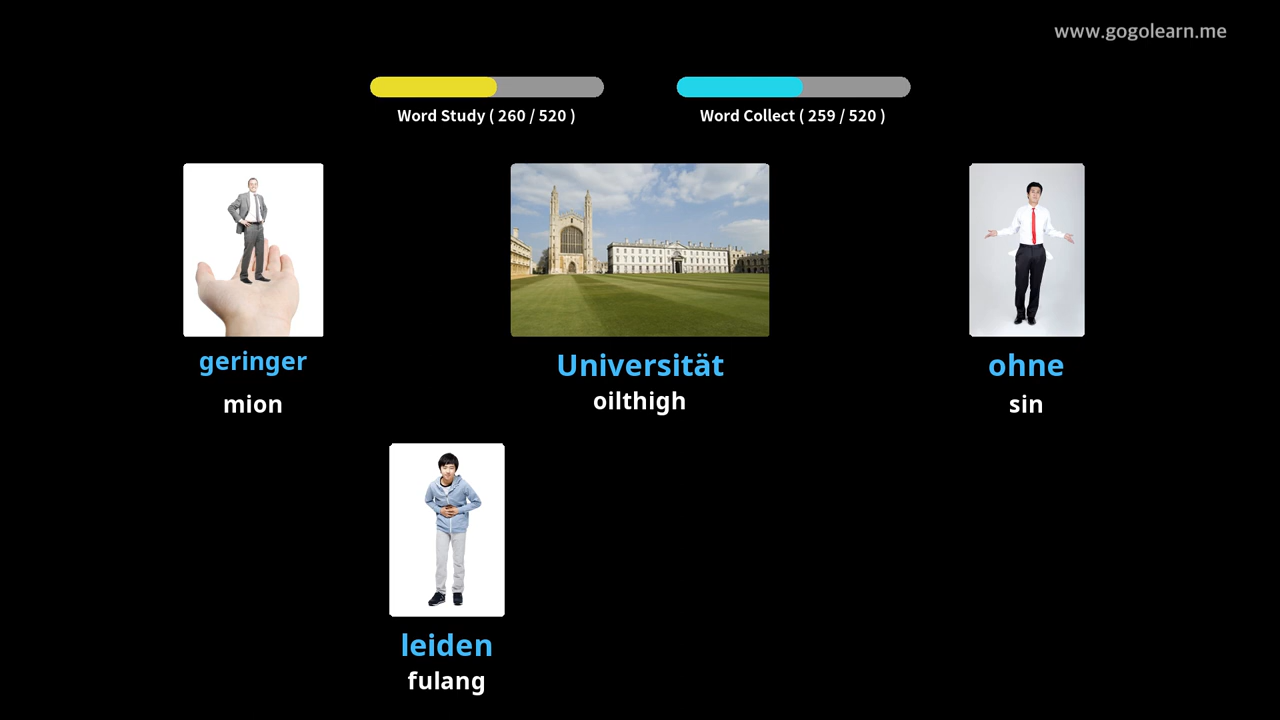 www.gogolearn.me
Word Study ( 260 / 520 )
Word Collect ( 259 / 520 )
geringer
mion
Universität
oilthigh
ohne
sin
leiden
fulang